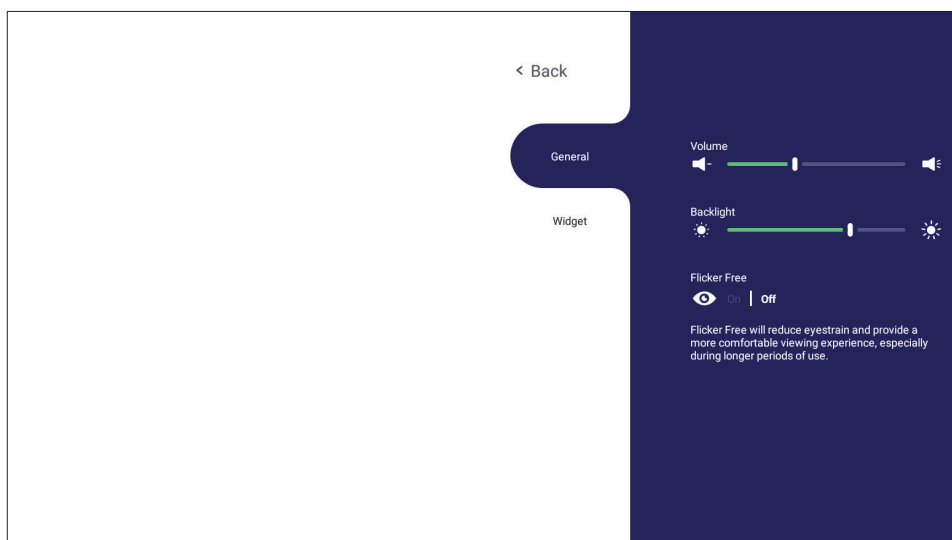 < Back
General
Widget
Volume
Backlight
Flicker Free
On | Off
Flicker Free will reduce eyestrain and provide a
more comfortable viewing experience, especially
during longer periods of use.